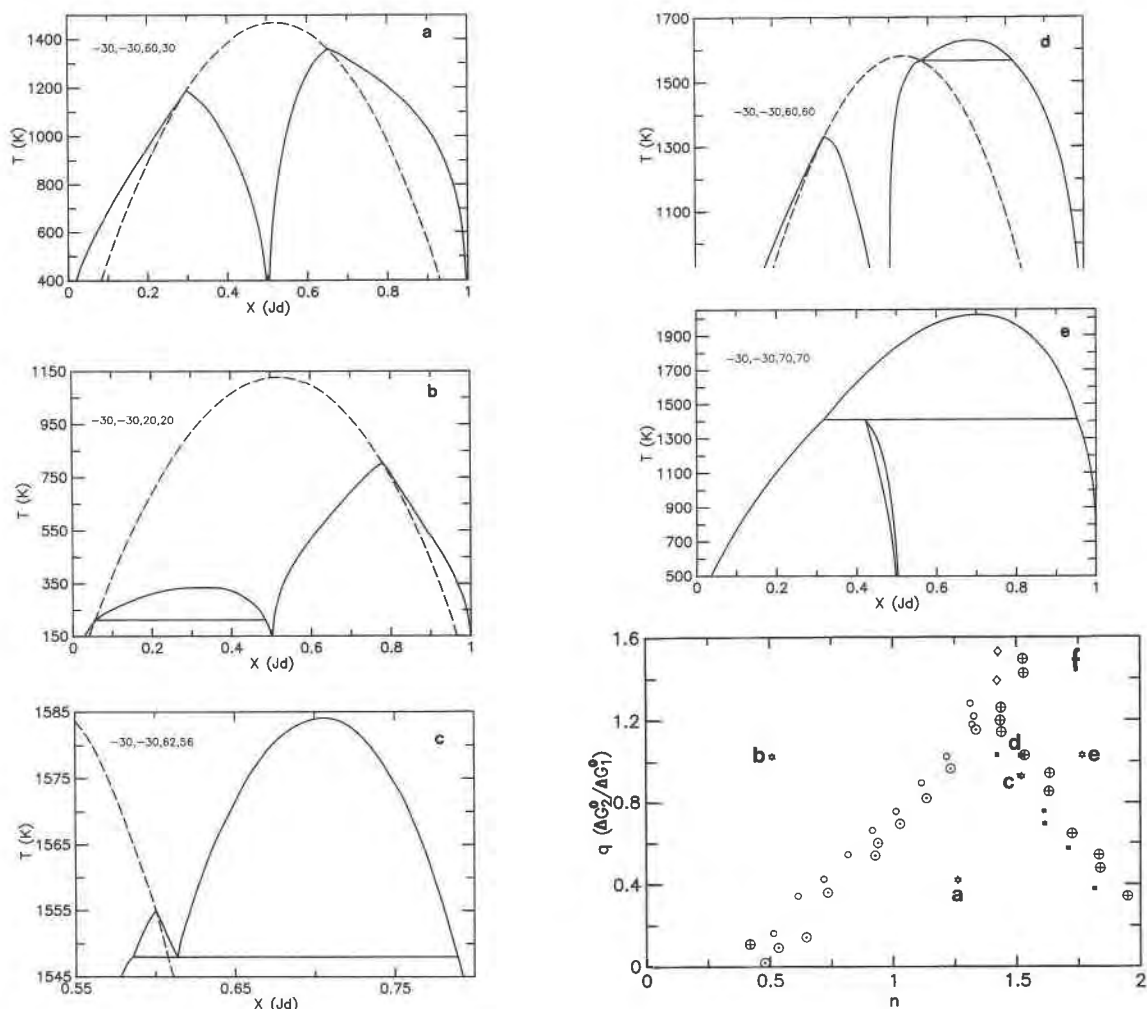 a
-30,-30,60,30
T (K)
1400
1200
1000
800
600
400
0 0.2 0.4 0.6 0.8 1
X (Jd)
b
-30,-30,20,20
T (K)
1150
950
750
550
350
150
0 0.2 0.4 0.6 0.8 1
X (Jd)
c
-30,-30,62,56
T (K)
1585
1575
1565
1555
1545
0.55 0.65 0.75
X (Jd)
d
-30,-30,60,60
T (K)
1700
1500
1300
1100
e
-30,-30,70,70
T (K)
1900
1700
1500
1300
1100
900
700
500
0 0.2 0.4 0.6 0.8 1
X (Jd)
q (ΔG°2/ΔG°1)
1.6
1.2
0.8
0.4
0
f
d
b
e
c
a
0 0.5 1 1.5 2
n